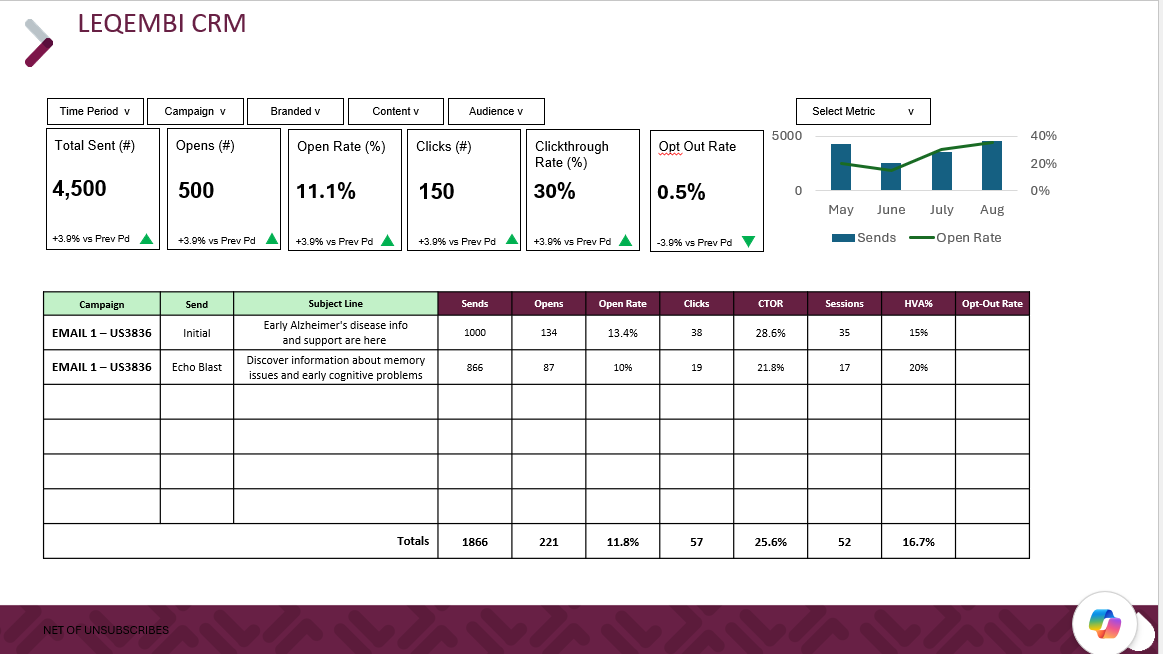 LEQEMBI CRM
Time Period v
Campaign v
Branded v
Content v
Audience v
Select Metric v
Total Sent (#)
4,500
+3.9% vs Prev Pd
Opens (#)
500
+3.9% vs Prev Pd
Open Rate (%)
11.1%
+3.9% vs Prev Pd
Clicks (#)
150
+3.9% vs Prev Pd
Clickthrough
Rate (%)
30%
+3.9% vs Prev Pd
Opt Out Rate
0.5%
-3.9% vs Prev Pd
5000
0
40%
20%
0%
May June July Aug
Sends Open Rate
Campaign Send Subject Line Sends Opens Open Rate Clicks CTOR Sessions HVA% Opt-Out Rate
EMAIL 1 – US3836 Initial Early Alzheimer's disease info
and support are here 1000 134 13.4% 38 28.6% 35 15%
EMAIL 1 – US3836 Echo Blast Discover information about memory
issues and early cognitive problems 866 87 10% 19 21.8% 17 20%
Totals 1866 221 11.8% 57 25.6% 52 16.7%
NET OF UNSUBSCRIBES